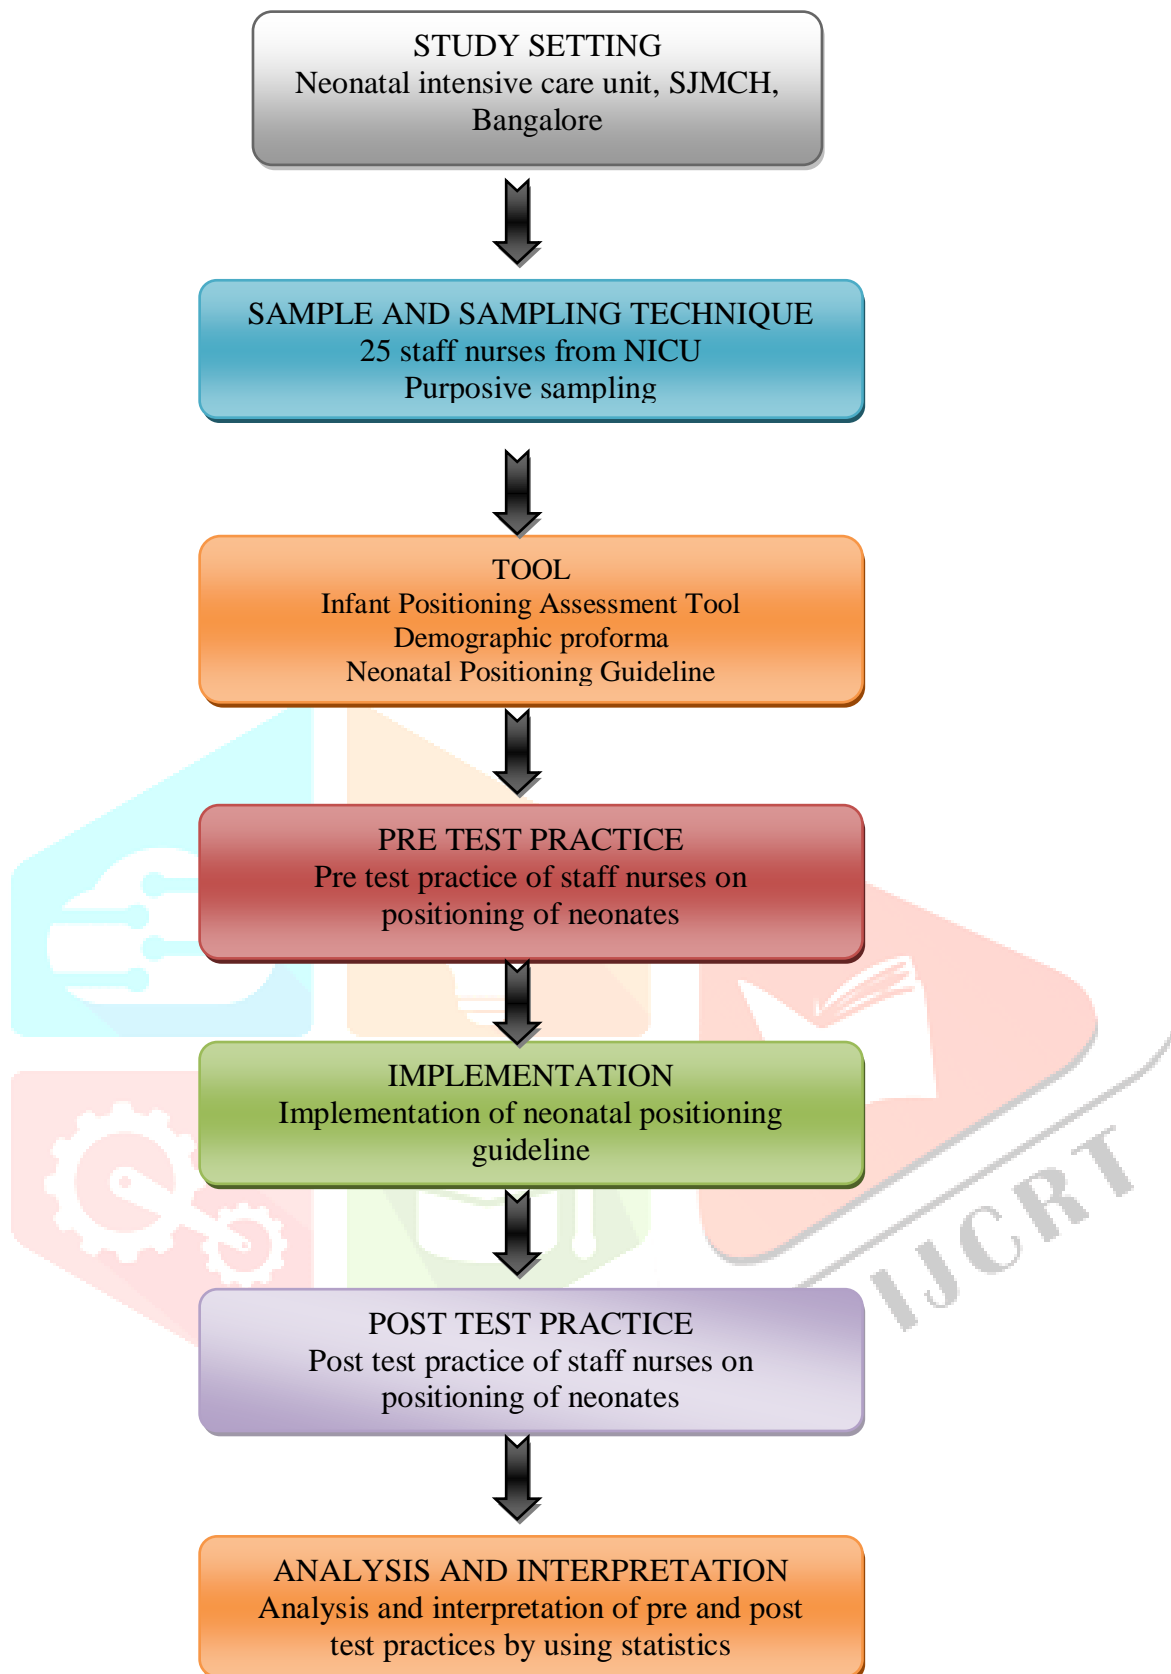 STUDY SETTING
Neonatal intensive care unit, SJMCH,
Bangalore
SAMPLE AND SAMPLING TECHNIQUE
25 staff nurses from NICU
Purposive sampling
TOOL
Infant Positioning Assessment Tool
Demographic proforma
Neonatal Positioning Guideline
PRE TEST PRACTICE
Pre test practice of staff nurses on
positioning of neonates
IMPLEMENTATION
Implementation of neonatal positioning
guideline
IJCRT
POST TEST PRACTICE
Post test practice of staff nurses on
positioning of neonates
ANALYSIS AND INTERPRETATION
Analysis and interpretation of pre and post
test practices by using statistics